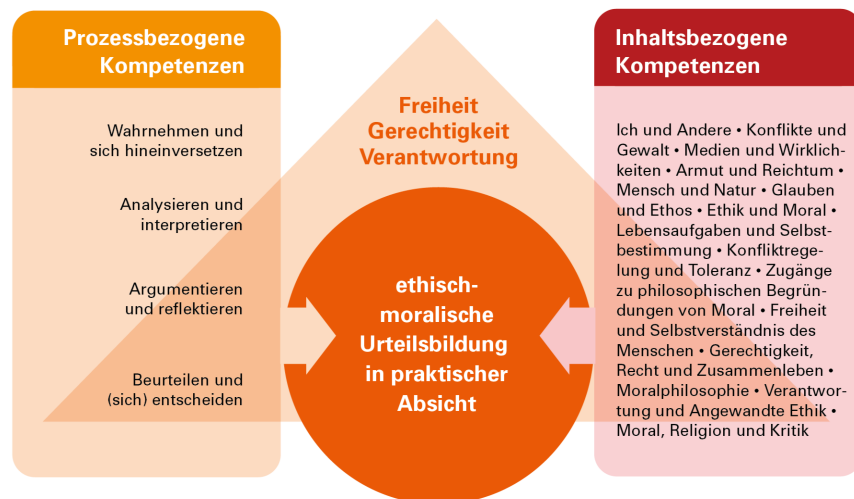 Prozessbezogene
Kompetenzen
Wahrnehmen und
sich hineinversetzen
Analysieren und
interpretieren
Argumentieren
und reflektieren
Beurteilen und
(sich) entscheiden
Freiheit
Gerechtigkeit
Verantwortung
ethisch-
moralische
Urteilsbildung
in praktischer
Absicht
Inhaltsbezogene
Kompetenzen
Ich und Andere • Konflikte und
Gewalt • Medien und Wirklich-
keiten • Armut und Reichtum •
Mensch und Natur • Glauben
und Ethos • Ethik und Moral •
Lebensaufgaben und Selbst-
bestimmung • Konfliktrege-
lung und Toleranz • Zugänge
zu philosophischen Begrün-
dungen von Moral • Freiheit
und Selbstverständnis des
Menschen • Gerechtigkeit,
Recht und Zusammenleben •
Moralphilosophie • Verantwor-
tung und Angewandte Ethik •
Moral, Religion und Kritik